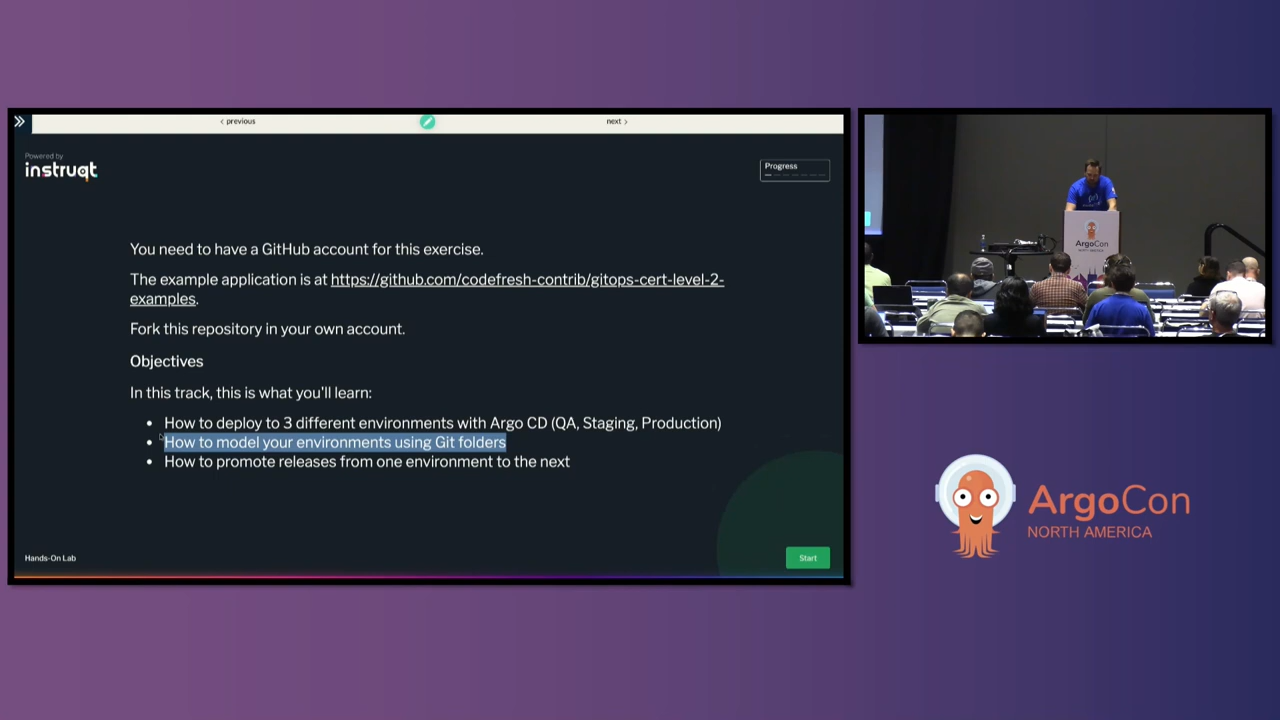 previous
next
Powered by
instruqt
Progress
You need to have a GitHub account for this exercise.
The example application is at https://github.com/codefresh-contrib/gitops-cert-level-2-
examples.
Fork this repository in your own account.
Objectives
In this track, this is what you'll learn:
How to deploy to 3 different environments with Argo CD (QA, Staging, Production)
How to model your environments using Git folders
How to promote releases from one environment to the next
Hands-On Lab
Start
ArgoCon
NORTH AMERICA
ArgoCon
NORTH AMERICA